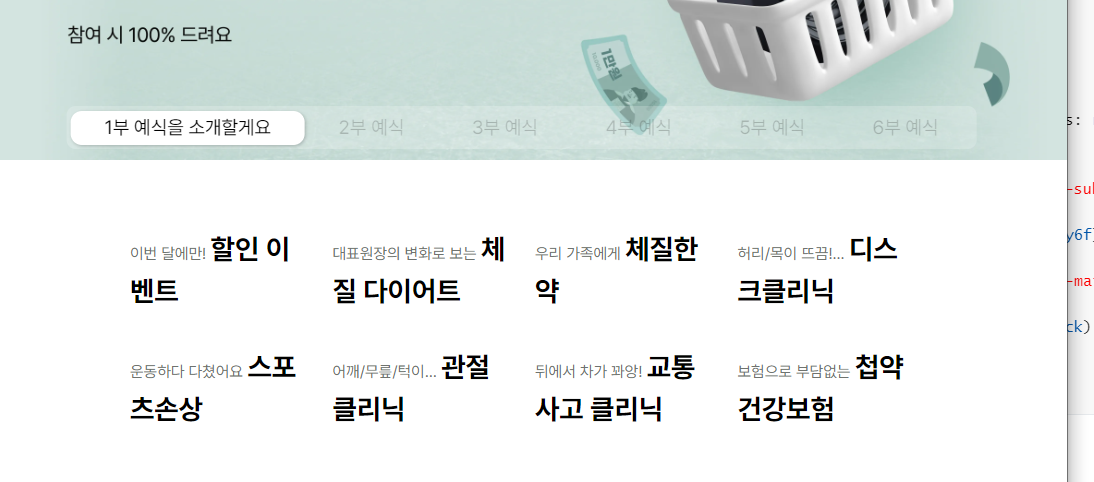 참여 시 100% 드려요
1만원
1부 예식을 소개할게요 2부 예식 3부 예식 4부 예식 5부 예식 6부 예식
이번 달에만! 할인 이
벤트
대표원장의 변화로 보는 체
질 다이어트
우리 가족에게 체질한
약
허리/목이 뜨끔!... 디스
크클리닉
운동하다 다쳤어요 스포
츠손상
어깨/무릎/턱이... 관절
클리닉
뒤에서 차가 꽈앙! 교통
사고 클리닉
보험으로 부담없는 첩약
건강보험
s:
-sul
y6f
-ma
ck)